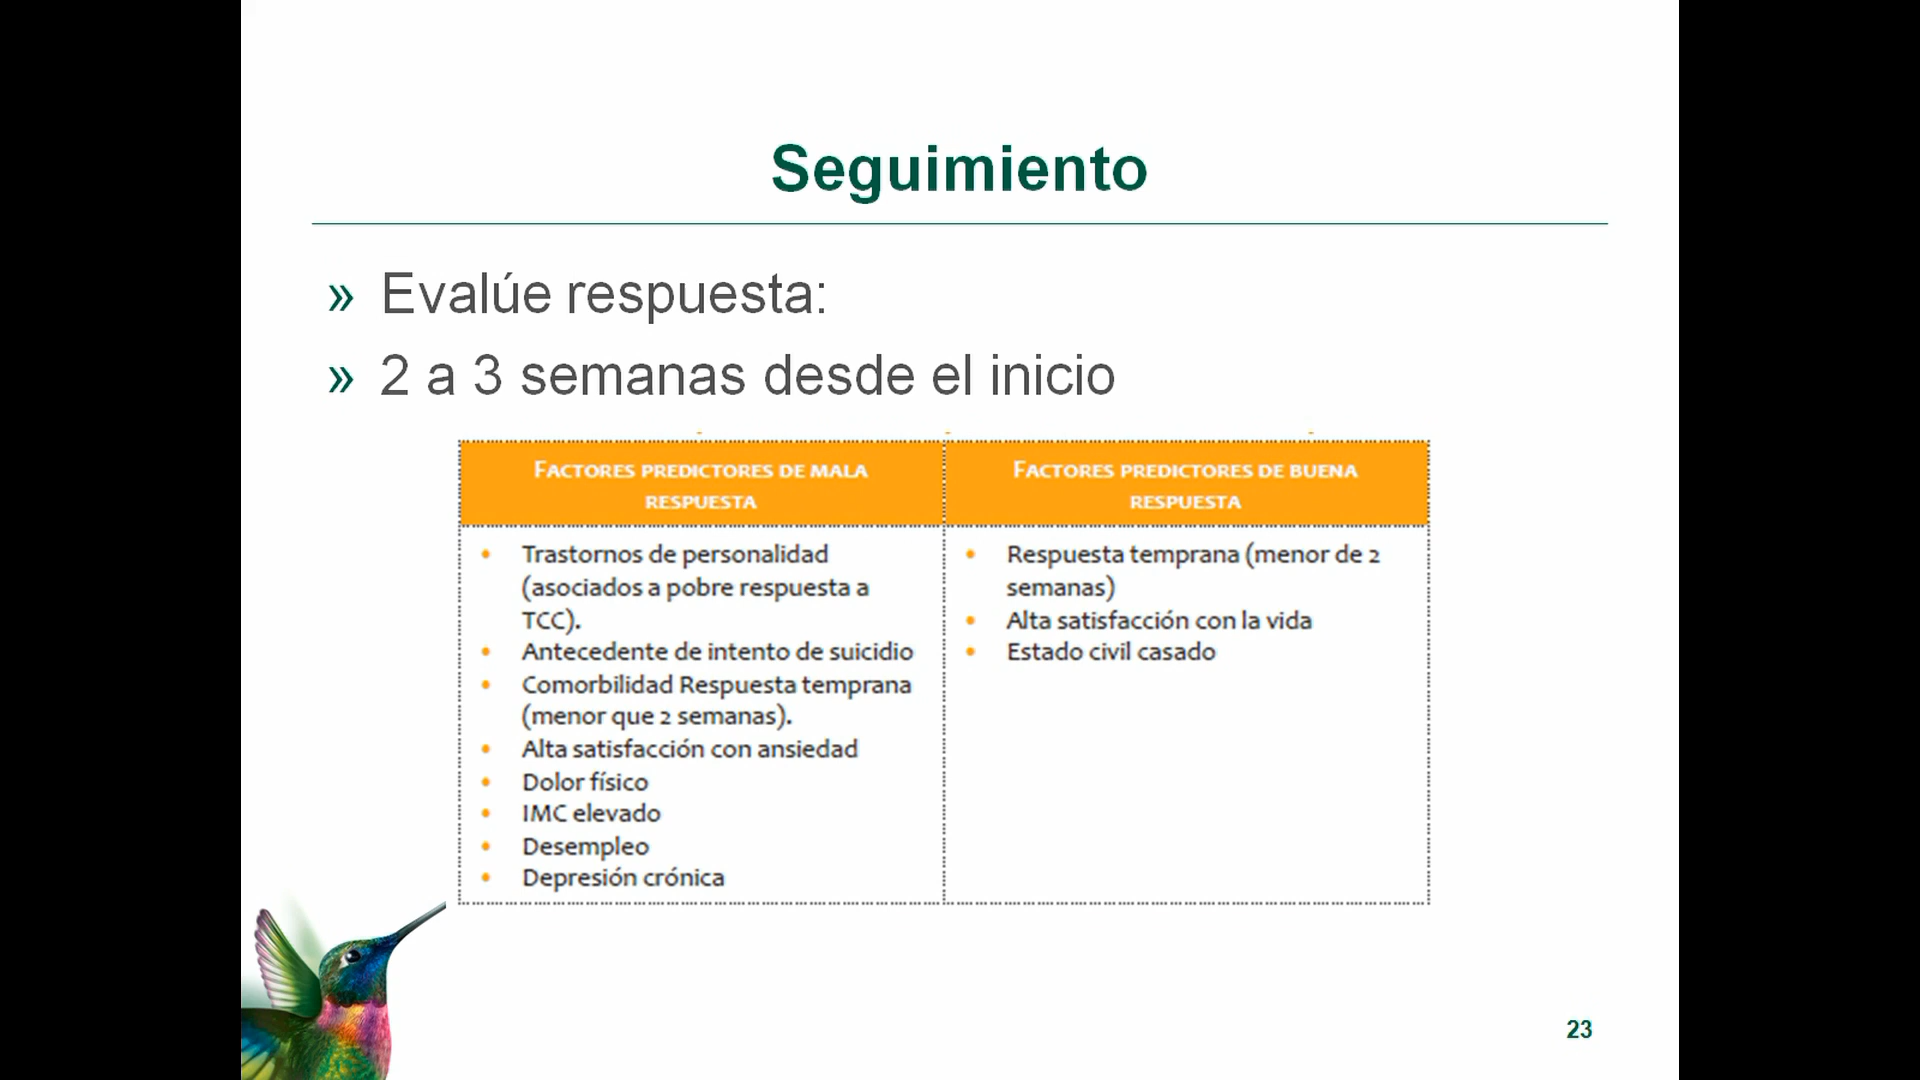 Seguimiento
» Evalúe respuesta:
» 2 a 3 semanas desde el inicio
FACTORES PREDICTORES DE MALA
RESPUESTA
• Trastornos de personalidad
(asociados a pobre respuesta a
TCC).
• Antecedente de intento de suicidio
• Comorbilidad Respuesta temprana
(menor que 2 semanas).
• Alta satisfacción con ansiedad
• Dolor físico
• IMC elevado
• Desempleo
• Depresión crónica
FACTORES PREDICTORES DE BUENA
RESPUESTA
• Respuesta temprana (menor de 2
semanas)
• Alta satisfacción con la vida
• Estado civil casado
23